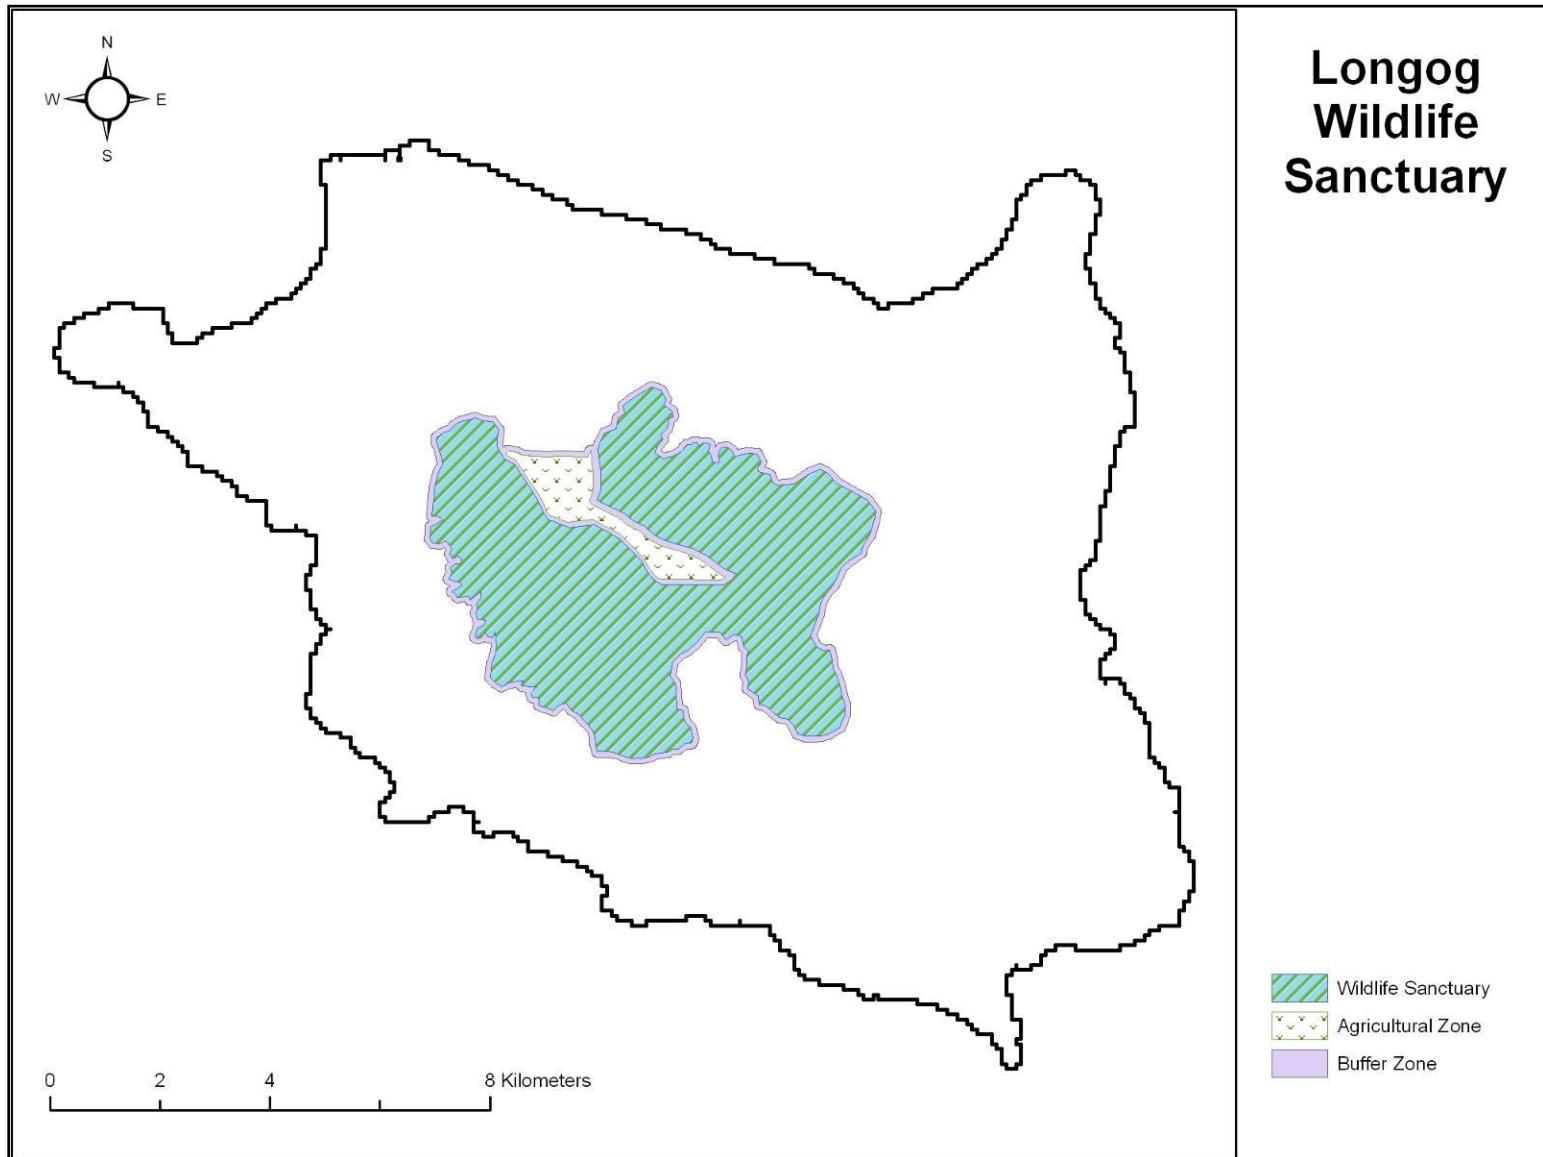 Longog
Wildlife
Sanctuary
N
W E
S
Wildlife Sanctuary
Agricultural Zone
Buffer Zone
0 2 4 8 Kilometers